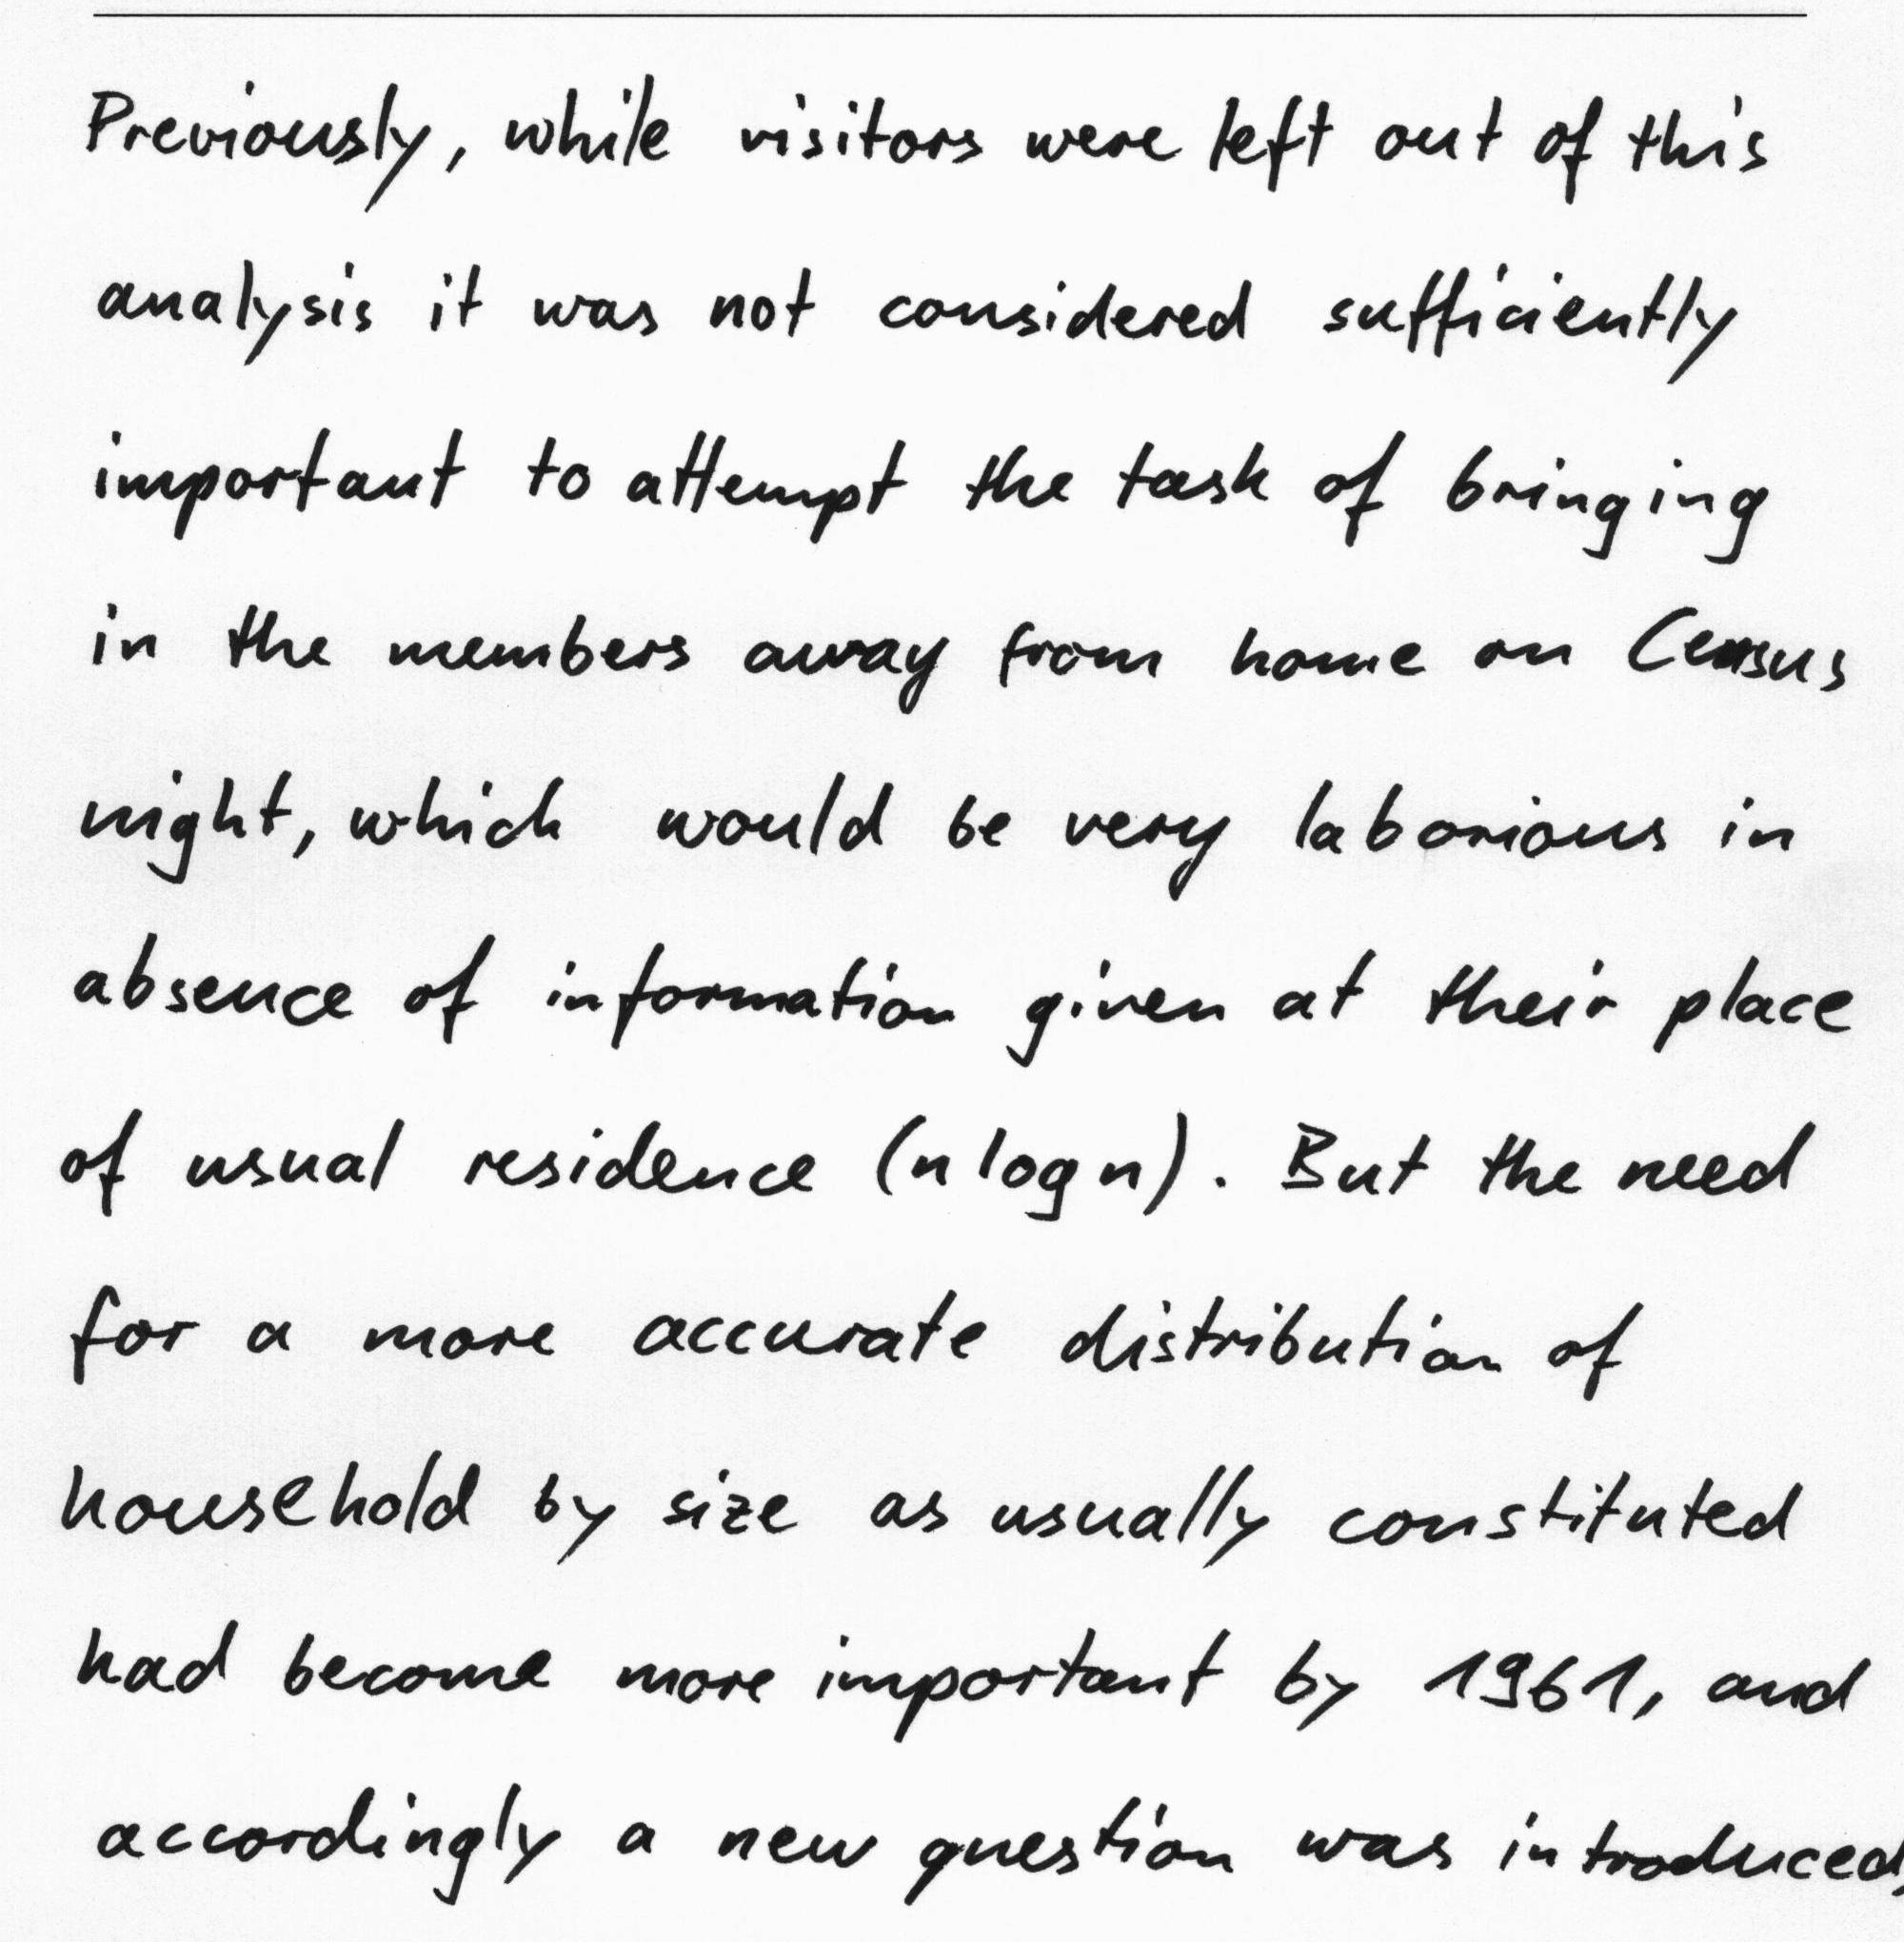 Previously, while visitors were left out of this
analysis it was not considered sufficiently
important to attempt the task of bringing
in the members away from home on Census
night, which would be very laborious in
absence of information given at their place
of usual residence (n log n). But the need
for a more accurate distribution of
household by size as usually constituted
had become more important by 1961, and
accordingly a new question was introduced,